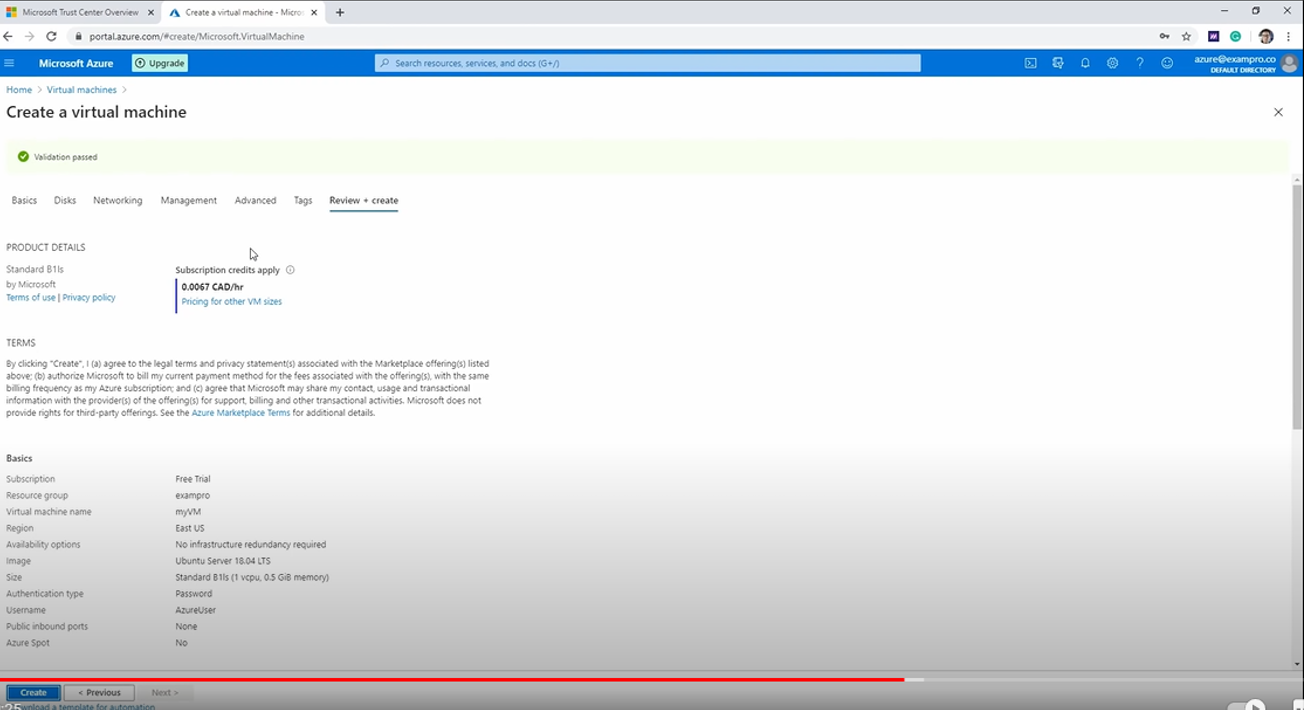 Microsoft Trust Center Overview
Create a virtual machine - Micros
portal.azure.com/#create/Microsoft.VirtualMachine
Microsoft Azure
Upgrade
Search resources, services, and docs (G+/)
azure@exampro.co
DEFAULT DIRECTORY
Home > Virtual machines >
Create a virtual machine
Validation passed
Basics Disks Networking Management Advanced Tags Review + create
PRODUCT DETAILS
Standard B1ls
by Microsoft
Terms of use | Privacy policy
Subscription credits apply
0.0067 CAD/hr
Pricing for other VM sizes
TERMS
By clicking "Create", I (a) agree to the legal terms and privacy statement(s) associated with the Marketplace offering(s) listed
above; (b) authorize Microsoft to bill my current payment method for the fees associated with the offering(s), with the same
billing frequency as my Azure subscription; and (c) agree that Microsoft may share my contact, usage and transactional
information with the provider(s) of the offering(s) for support, billing and other transactional activities. Microsoft does not
provide rights for third-party offerings. See the Azure Marketplace Terms for additional details.
Basics
Subscription Free Trial
Resource group exampro
Virtual machine name myVM
Region East US
Availability options No infrastructure redundancy required
Image Ubuntu Server 18.04 LTS
Size Standard B1ls (1 vcpu, 0.5 GiB memory)
Authentication type Password
Username AzureUser
Public inbound ports None
Azure Spot No
Create < Previous Next >
a template for automation